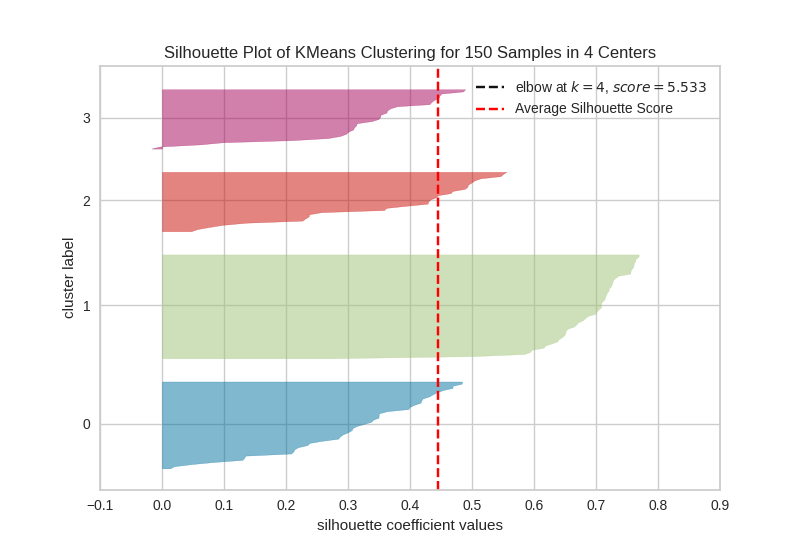 Silhouette Plot of KMeans Clustering for 150 Samples in 4 Centers
elbow at k = 4, score = 5.533
Average Silhouette Score
3
2
1
0
cluster label
−0.1 0.0 0.1 0.2 0.3 0.4 0.5 0.6 0.7 0.8 0.9
silhouette coefficient values